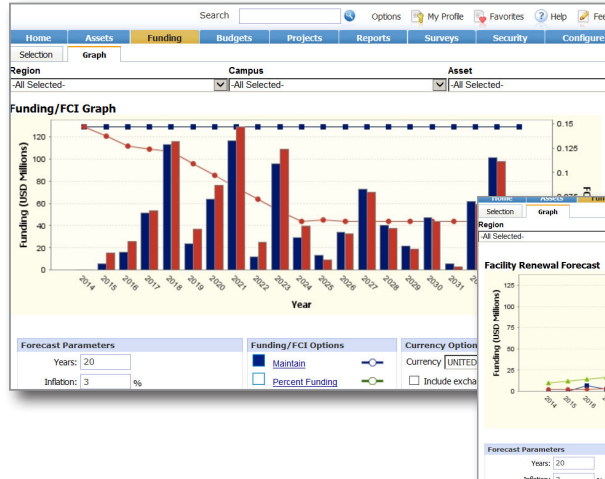 Search Options My Profile Favorites Help
Home Assets Funding Budgets Projects Reports Surveys Security Configure
Selection Graph
Region Campus Asset
-All Selected- -All Selected- -All Selected-
Funding/FCI Graph
Funding (USD Millions)
120
100
80
60
40
20
0
0.15
0.125
0.1
2014 2015 2016 2017 2018 2019 2020 2021 2022 2023 2024 2025 2026 2027 2028 2029 2030 2031
Year
Forecast Parameters Funding/FCI Options
Years: 20 Maintain Currency UNITED
Inflation: 3 % Percent Funding Include
Home Assets
Selection Graph
Region
-All Selected-
Facility Renewal Forecast
Funding (USD Millions)
125
100
75
50
25
0
2014 2015 2016
Forecast Parameters
Years: 20